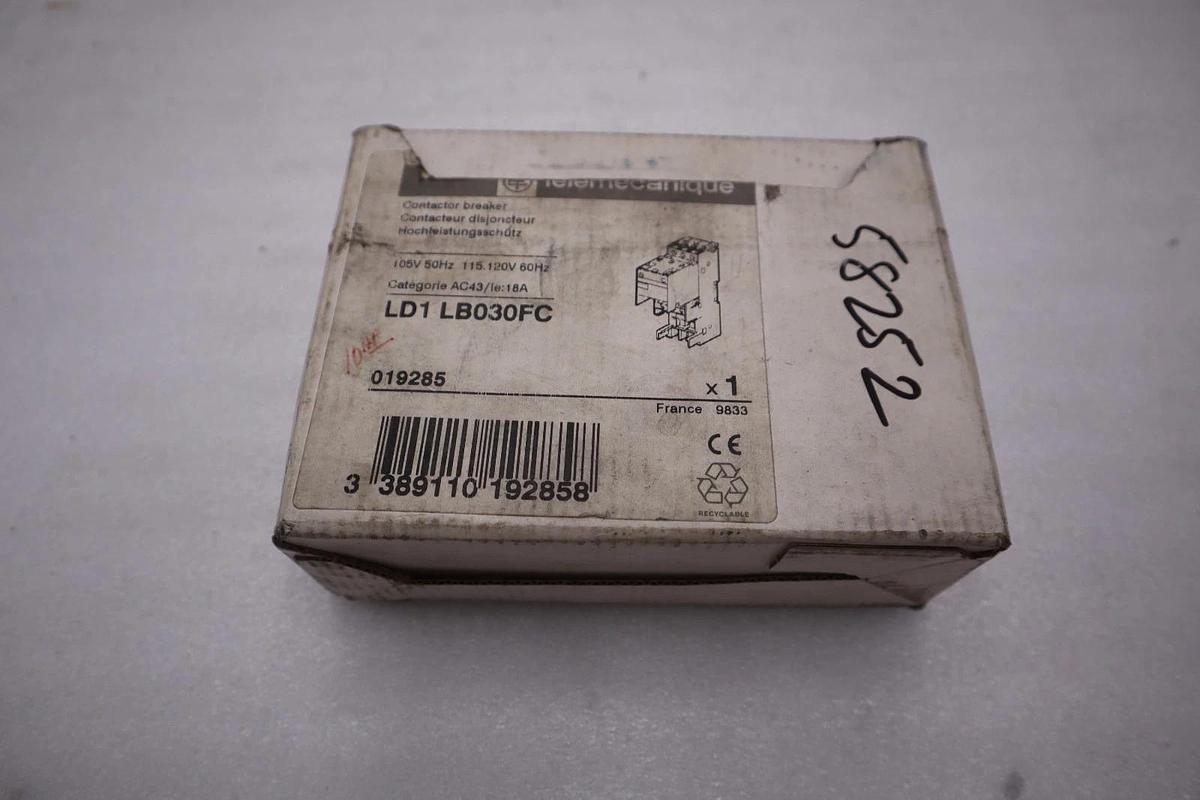 Telemecanique
Contactor breaker
Contacteur disjoncteur
Hochleistungsschütz
105V 50Hz 115.120V 60Hz
Catégorie AC43/Ie:18A
LD1 LB030FC
019285
x 1
France 9833
CE
3 389110 192858
RECYCLABLE
58252